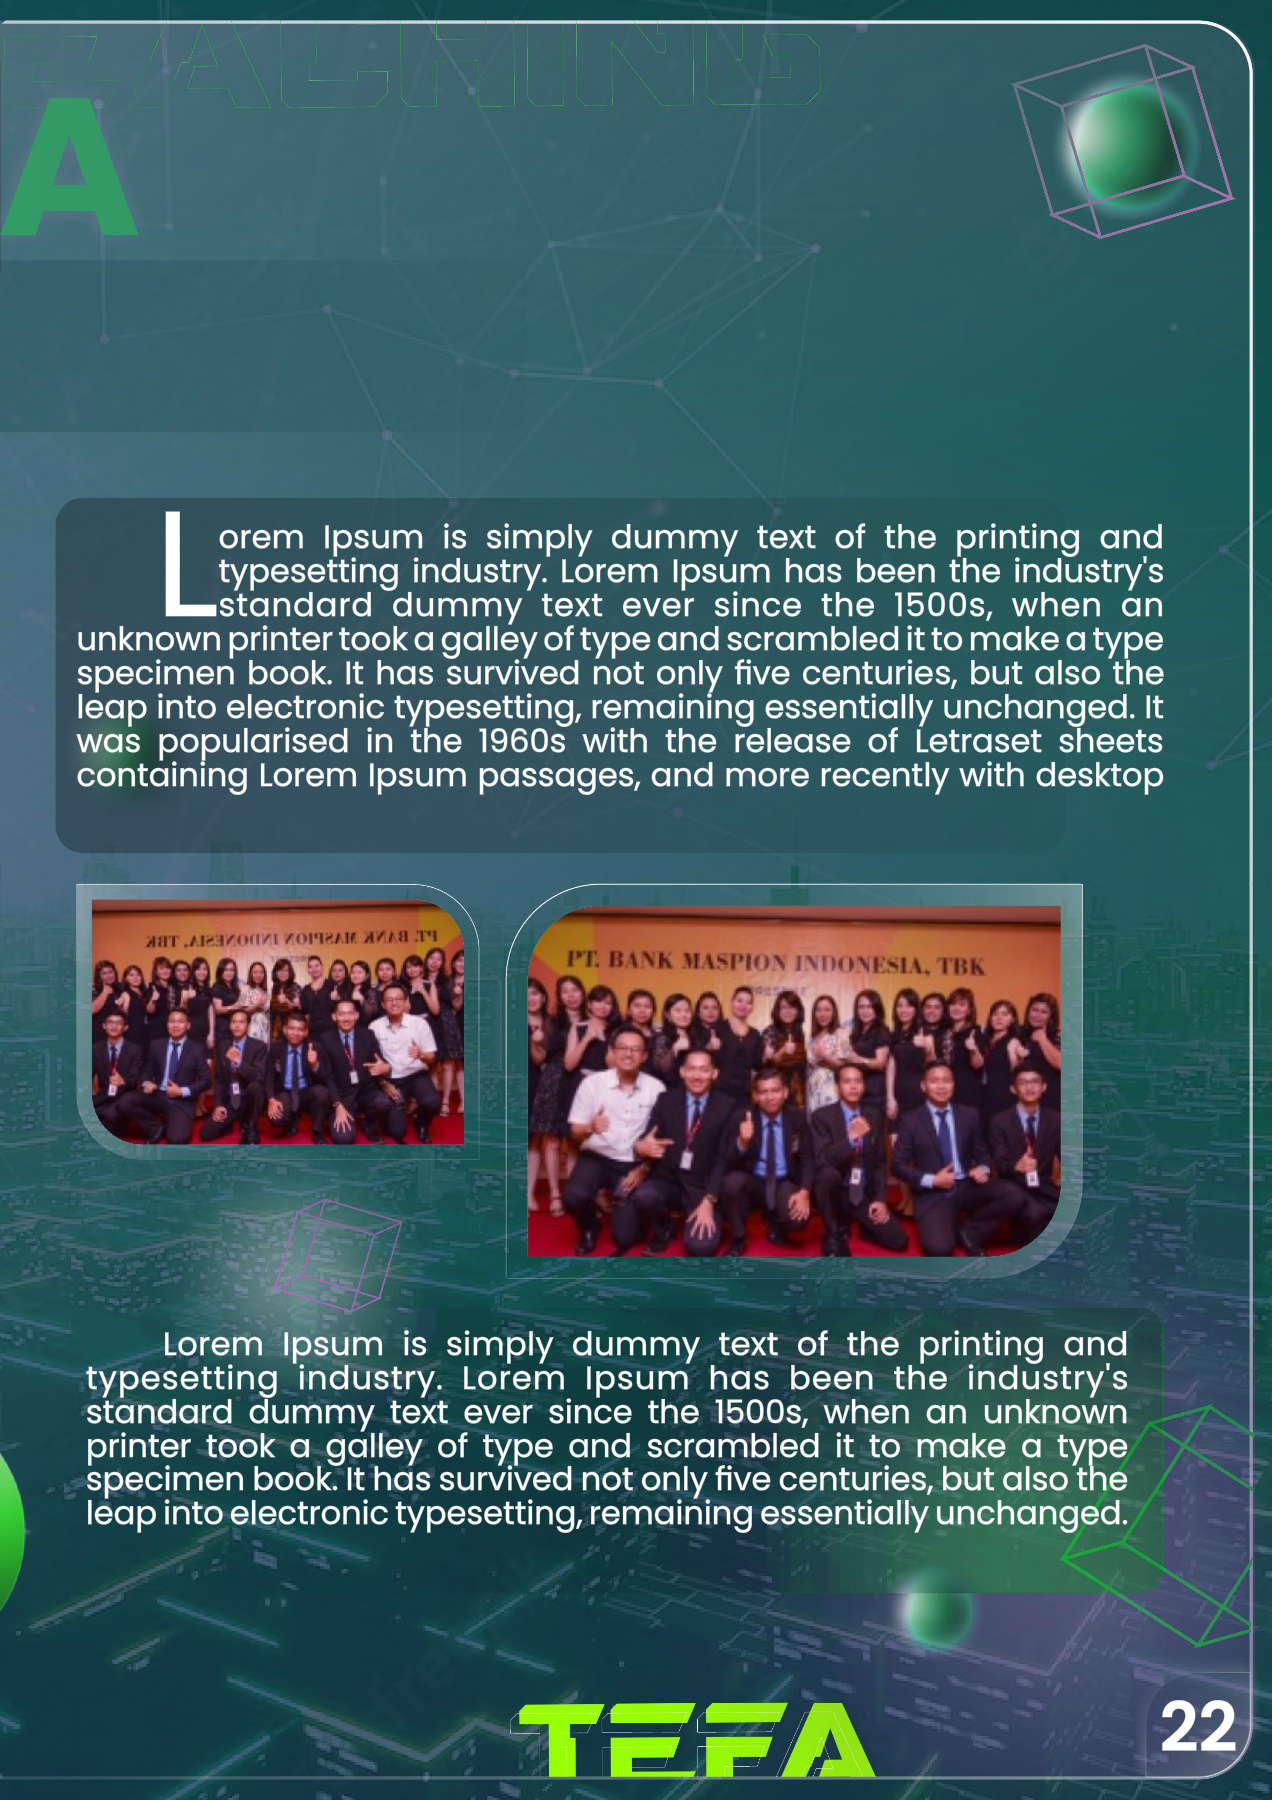 EACHING
A
Lorem Ipsum is simply dummy text of the printing and
typesetting industry. Lorem Ipsum has been the industry's
standard dummy text ever since the 1500s, when an
unknown printer took a galley of type and scrambled it to make a type
specimen book. It has survived not only five centuries, but also the
leap into electronic typesetting, remaining essentially unchanged. It
was popularised in the 1960s with the release of Letraset sheets
containing Lorem Ipsum passages, and more recently with desktop
PT. BANK MASPION INDONESIA, TBK
PT. BANK MASPION INDONESIA, TBK
Lorem Ipsum is simply dummy text of the printing and
typesetting industry. Lorem Ipsum has been the industry's
standard dummy text ever since the 1500s, when an unknown
printer took a galley of type and scrambled it to make a type
specimen book. It has survived not only five centuries, but also the
leap into electronic typesetting, remaining essentially unchanged.
TEFA
22